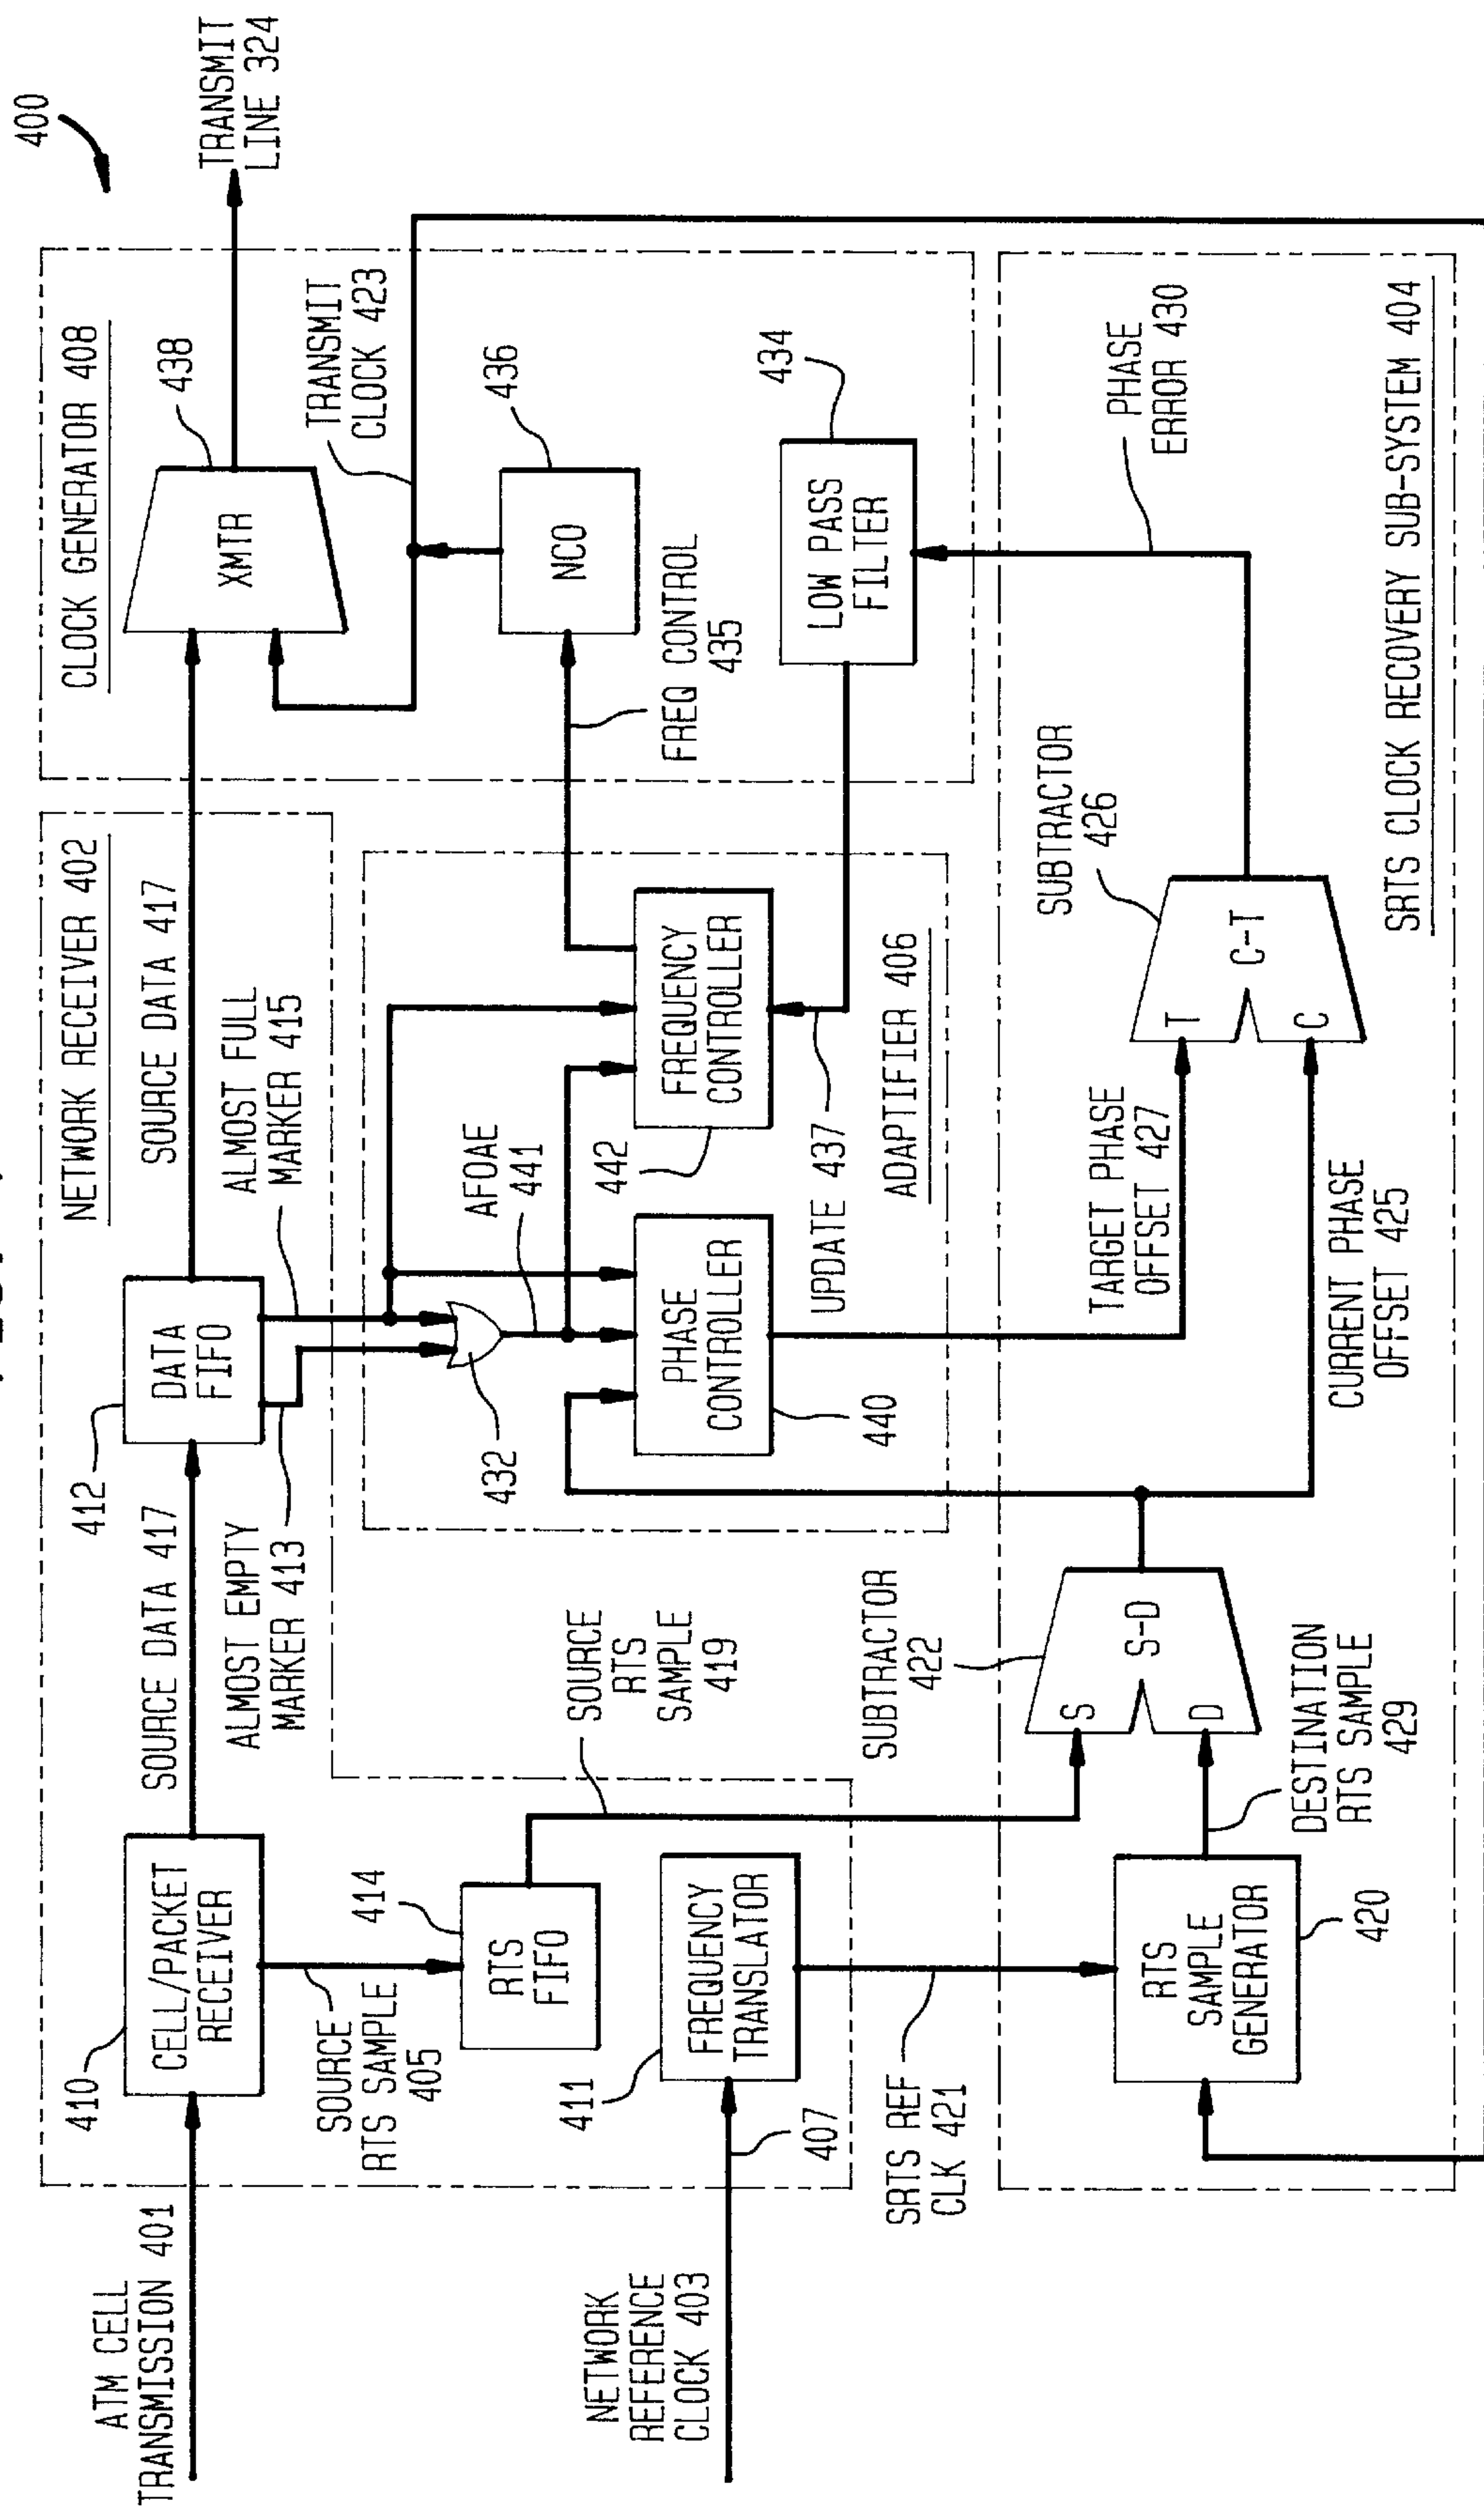 400
ATM CELL
TRANSMISSION 401
410
CELL/PACKET
RECEIVER
SOURCE DATA 417
412
DATA
FIFO
SOURCE DATA 417
NETWORK RECEIVER 402
CLOCK GENERATOR 408
438
XMTR
TRANSMIT
LINE 324
ALMOST EMPTY
MARKER 413
ALMOST FULL
MARKER 415
TRANSMIT
CLOCK 423
SOURCE
RTS SAMPLE
405
414
RTS
FIFO
432
AFOAE
441
436
NCO
SOURCE
RTS
SAMPLE
419
PHASE
CONTROLLER
440
442
FREQUENCY
CONTROLLER
FREQ CONTROL
435
NETWORK
REFERENCE
CLOCK 403
407
411
FREQUENCY
TRANSLATOR
UPDATE 437
ADAPTIFIER 406
434
LOW PASS
FILTER
SRTS REF
CLK 421
SUBTRACTOR
422
S
D
S-D
TARGET PHASE
OFFSET 427
SUBTRACTOR
426
T
C
C-T
PHASE
ERROR 430
RTS
SAMPLE
GENERATOR
420
DESTINATION
RTS SAMPLE
429
CURRENT PHASE
OFFSET 425
SRTS CLOCK RECOVERY SUB-SYSTEM 404